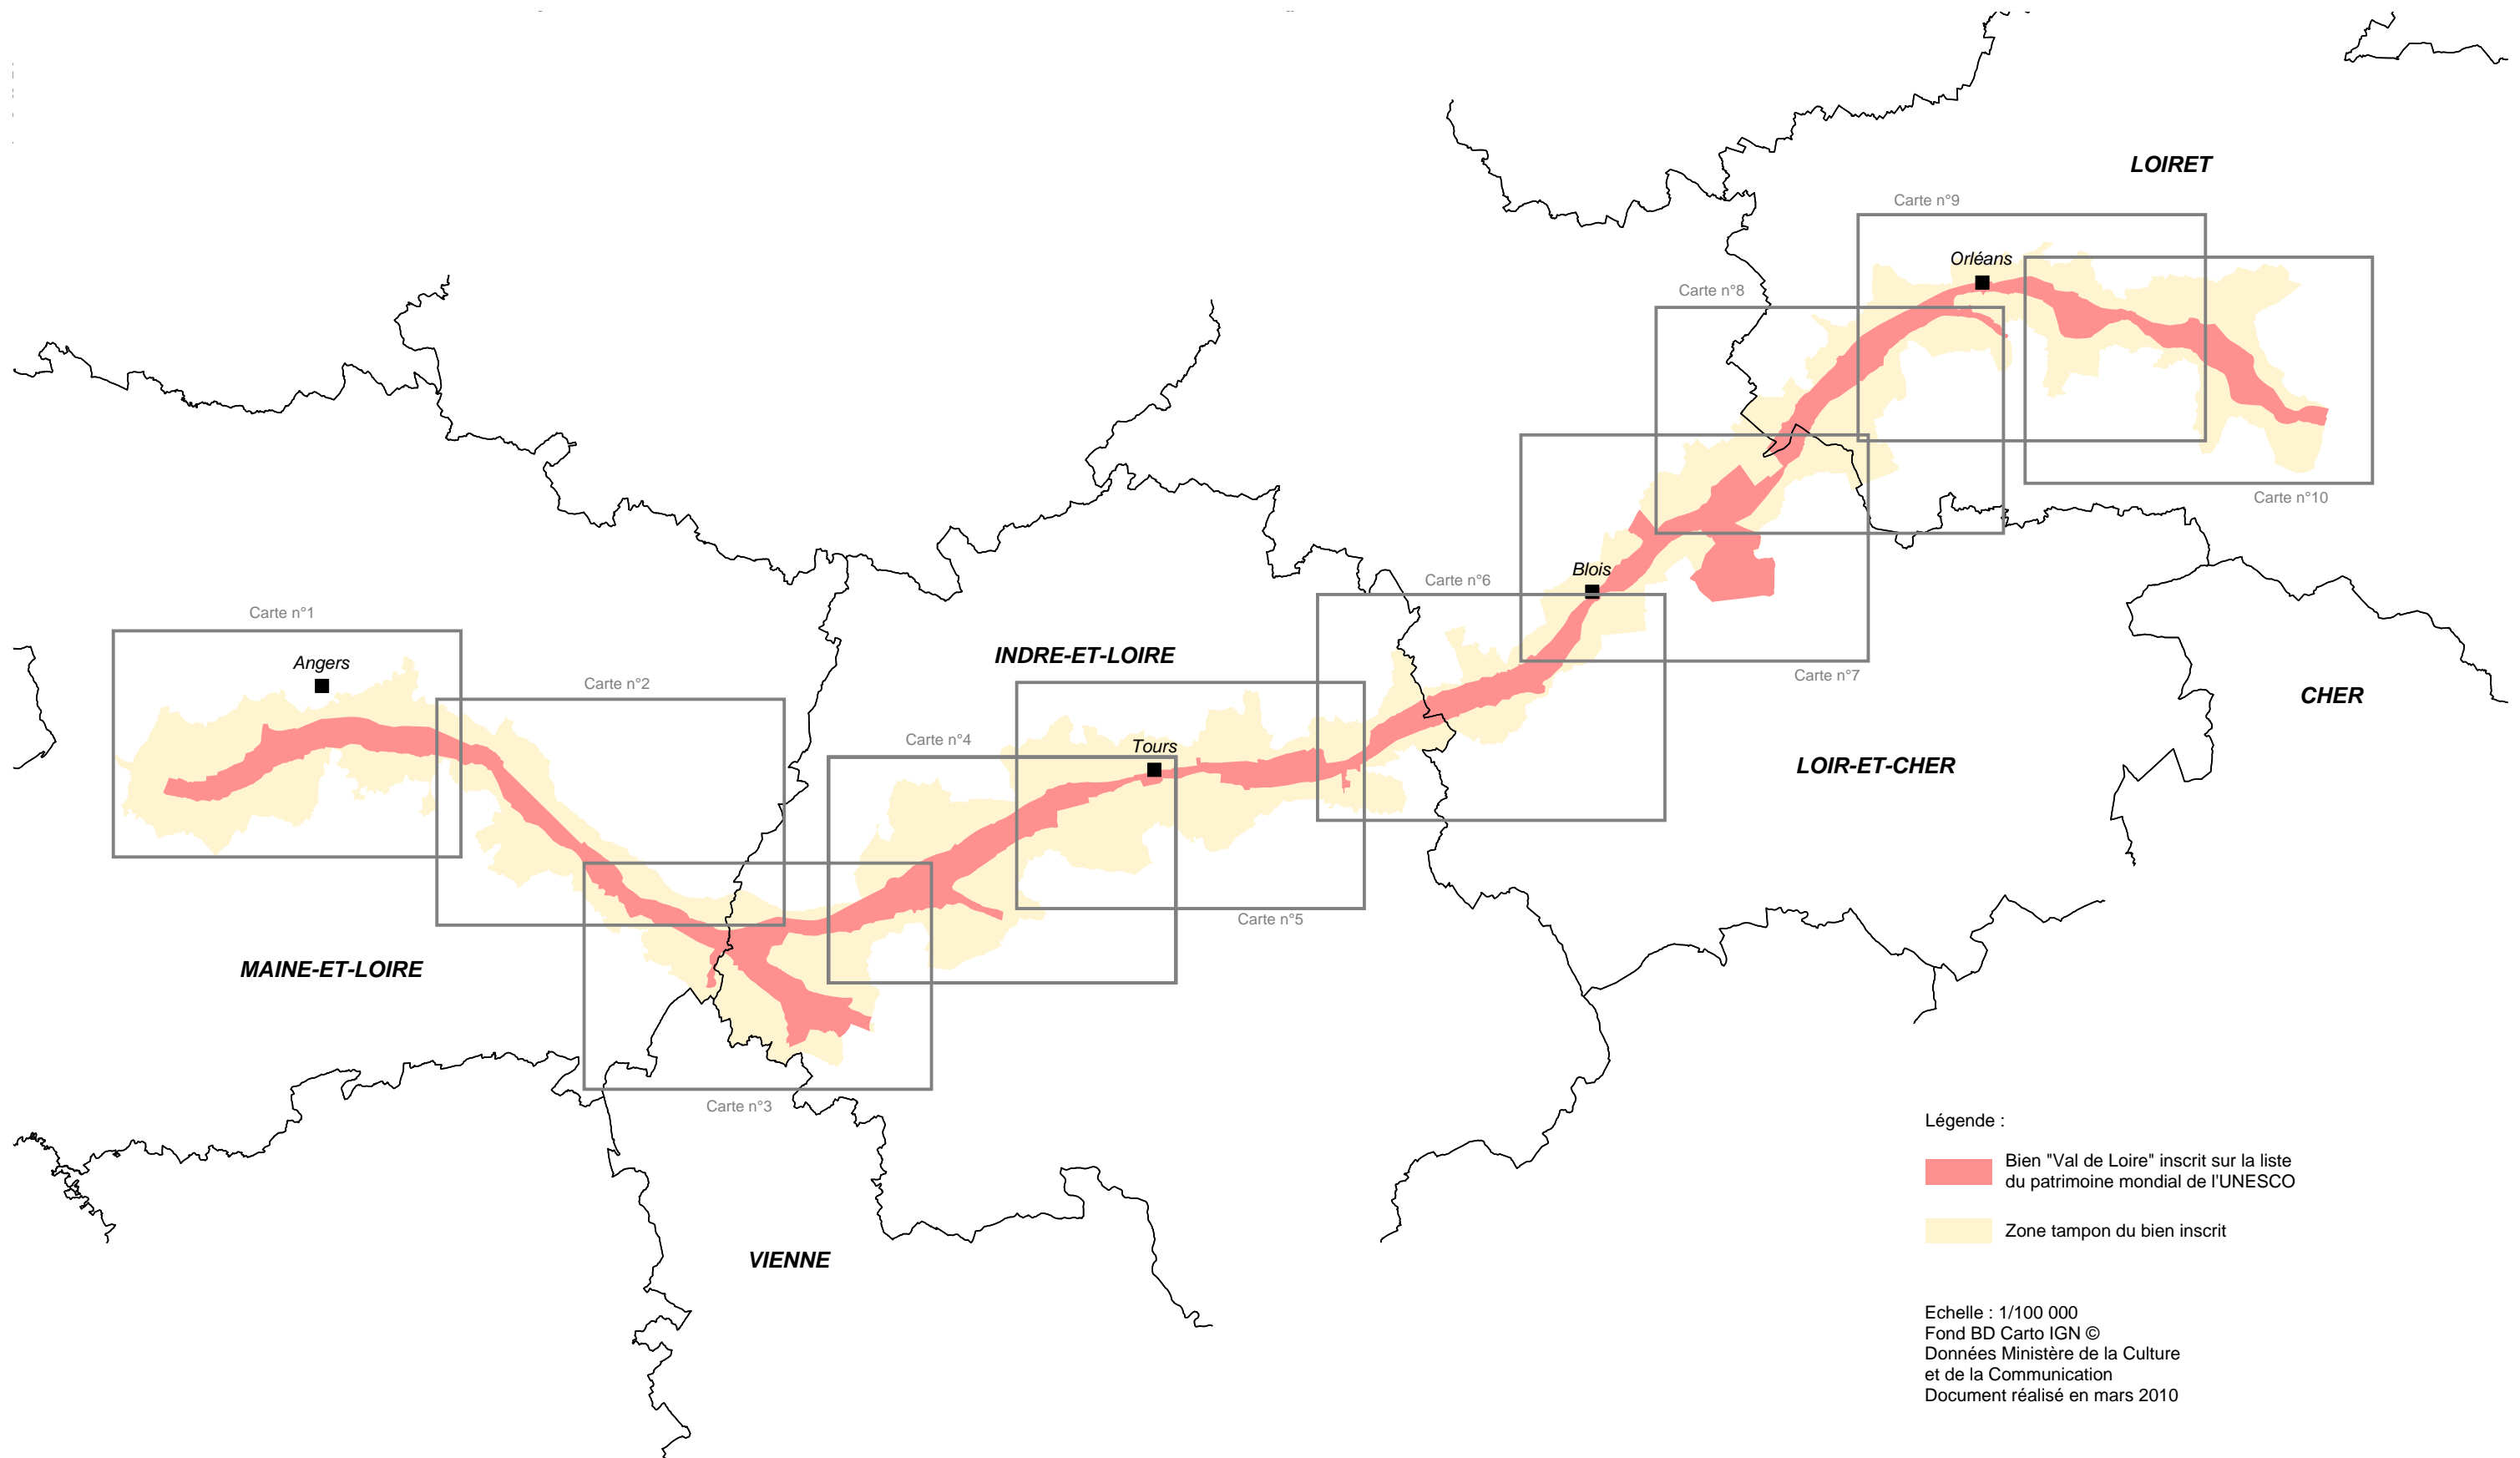 LOIRET
Carte n°9
Orléans
Carte n°8
Carte n°10
Blois
Carte n°6
Carte n°1
INDRE-ET-LOIRE
Angers
Carte n°7
Carte n°2
CHER
Carte n°4
Tours
LOIR-ET-CHER
Carte n°5
MAINE-ET-LOIRE
Carte n°3
VIENNE
Légende :
Bien "Val de Loire" inscrit sur la liste
du patrimoine mondial de l'UNESCO
Zone tampon du bien inscrit
Echelle : 1/100 000
Fond BD Carto IGN ©
Données Ministère de la Culture
et de la Communication
Document réalisé en mars 2010